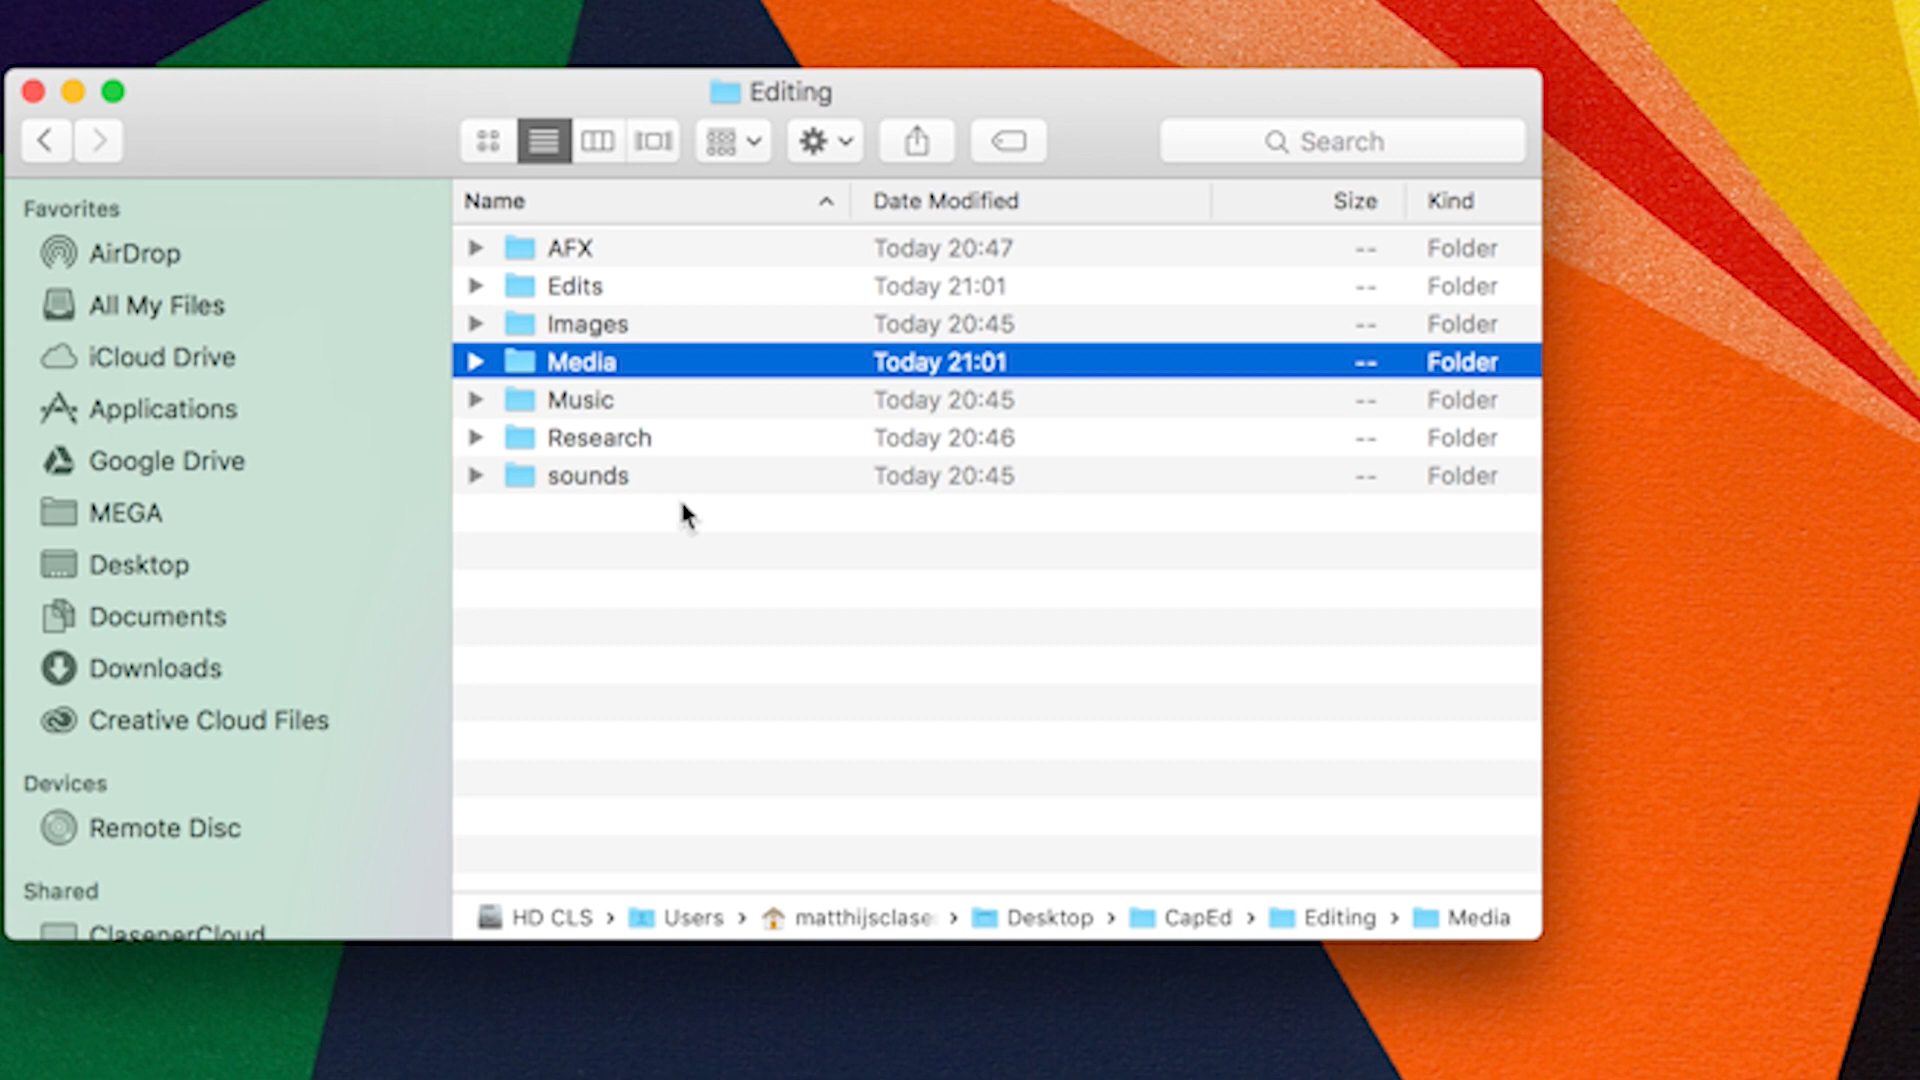 Editing
Search
Favorites
AirDrop
All My Files
iCloud Drive
Applications
Google Drive
MEGA
Desktop
Documents
Downloads
Creative Cloud Files
Devices
Remote Disc
Shared
ClasenerCloud
Name Date Modified Size Kind
AFX Today 20:47 -- Folder
Edits Today 21:01 -- Folder
Images Today 20:45 -- Folder
Media Today 21:01 -- Folder
Music Today 20:45 -- Folder
Research Today 20:46 -- Folder
sounds Today 20:45 -- Folder
HD CLS › Users › matthijsclase › Desktop › CapEd › Editing › Media